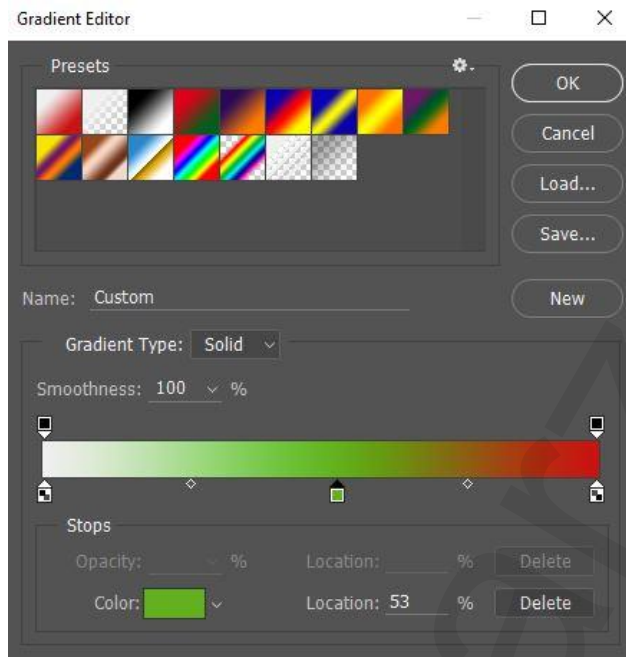 Gradient Editor
Presets
OK
Cancel
Load...
Save...
Name: Custom
New
Gradient Type: Solid
Smoothness: 100 %
Stops
Opacity: % Location: % Delete
Color: Location: 53 % Delete